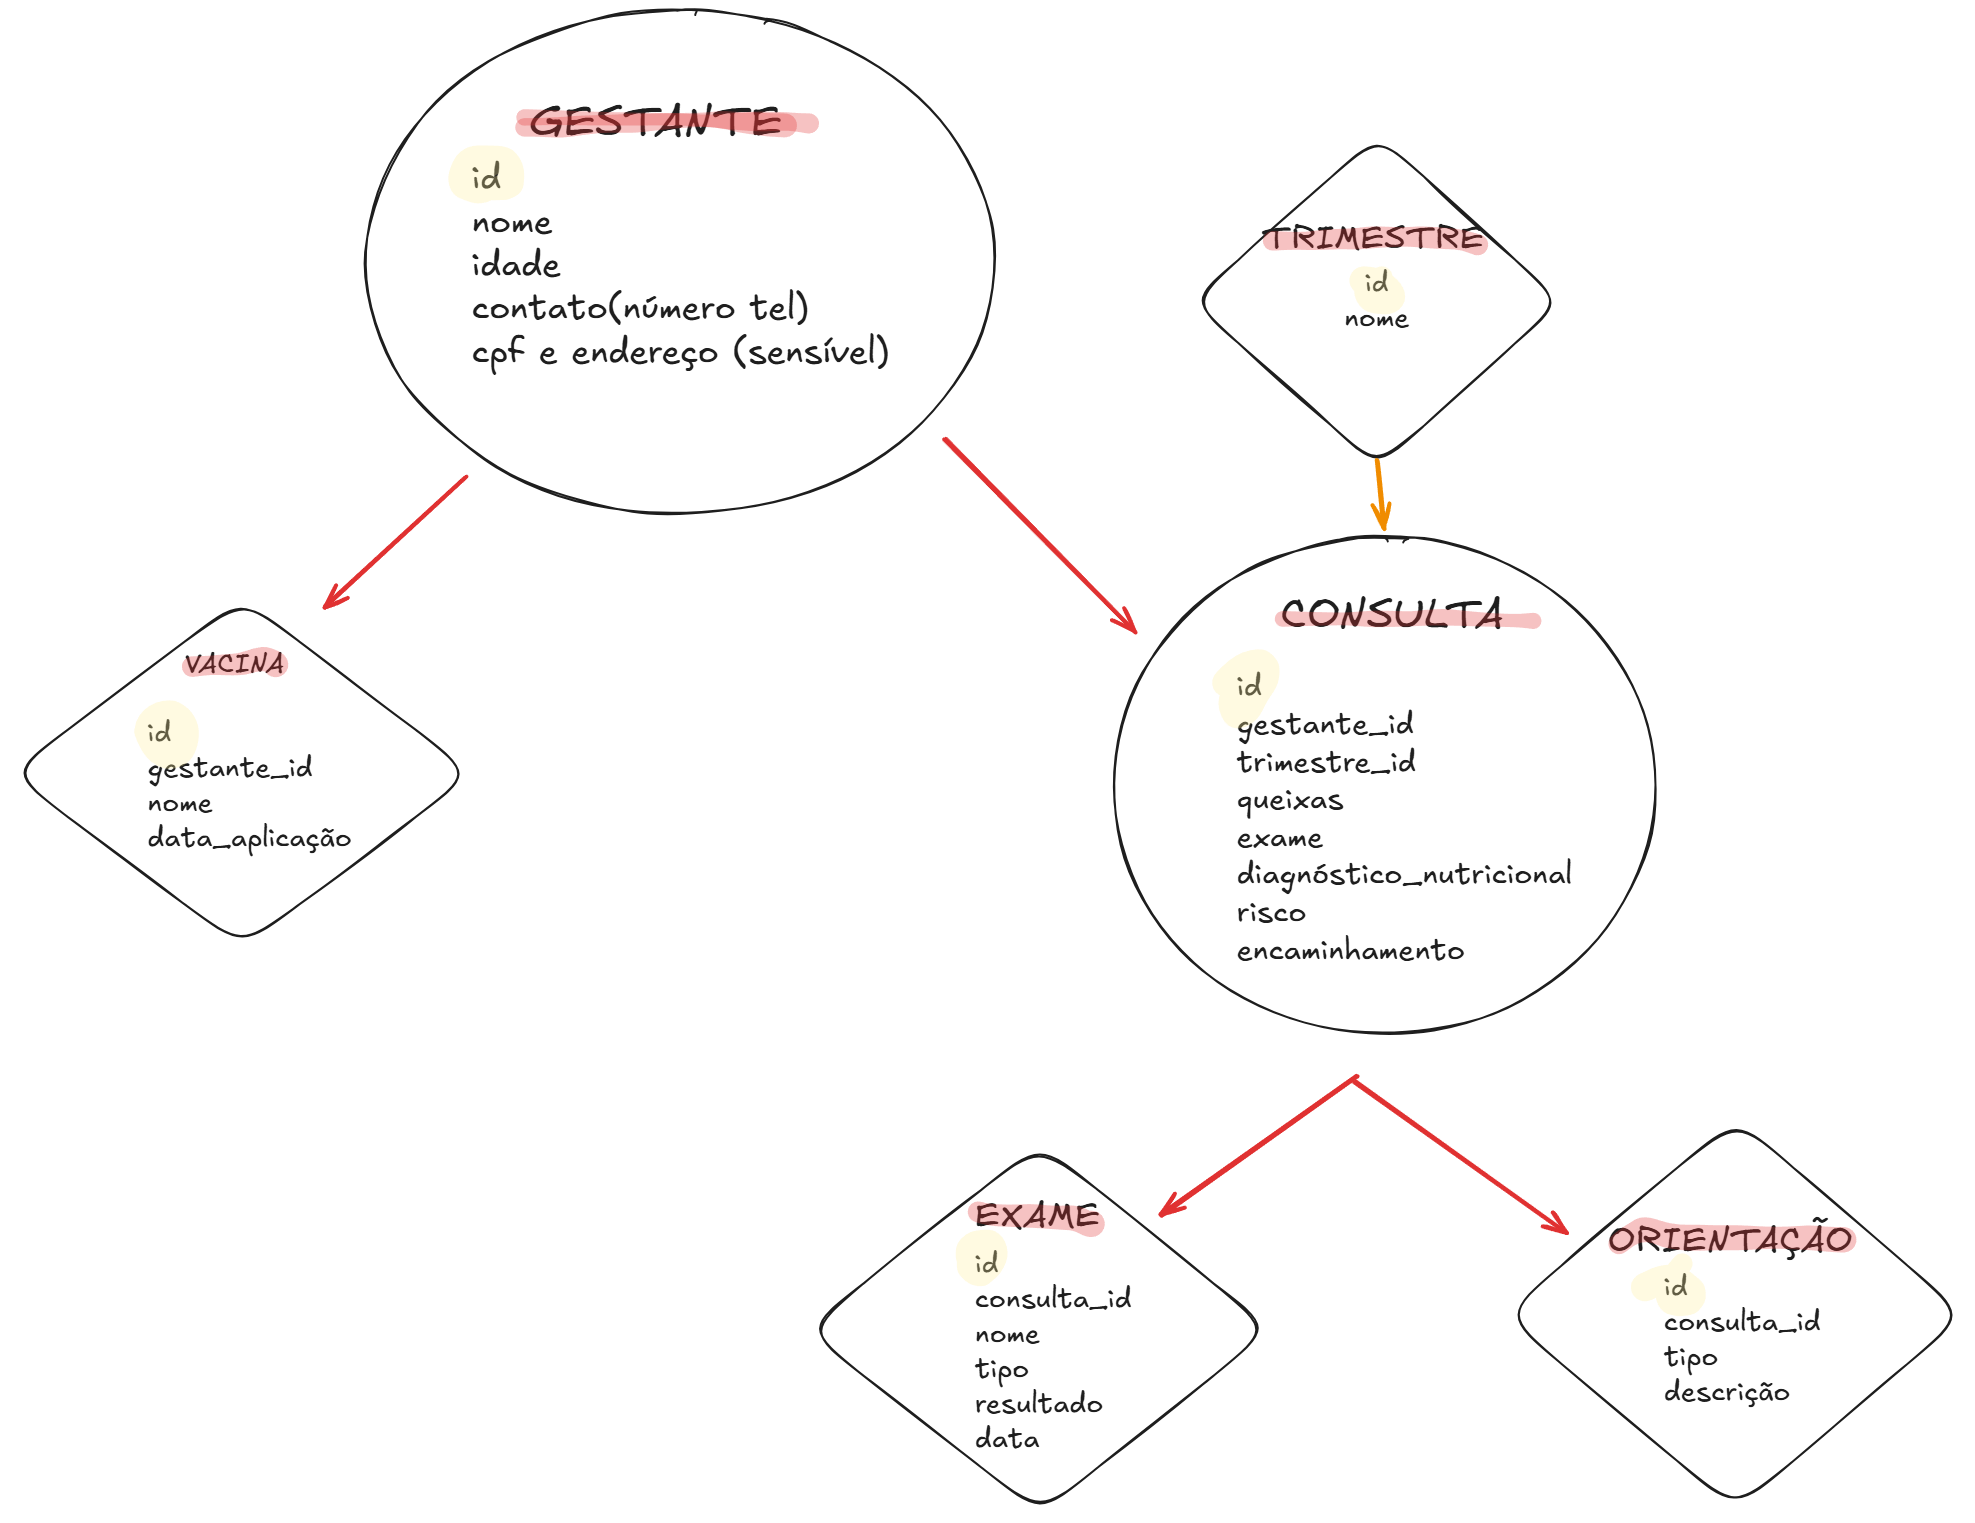 GESTANTE
id
nome
idade
contato(número tel)
cpf e endereço (sensível)
TRIMESTRE
id
nome
VACINA
id
gestante_id
nome
data_aplicação
CONSULTA
id
gestante_id
trimestre_id
queixas
exame
diagnóstico_nutricional
risco
encaminhamento
EXAME
id
consulta_id
nome
tipo
resultado
data
ORIENTAÇÃO
id
consulta_id
tipo
descrição